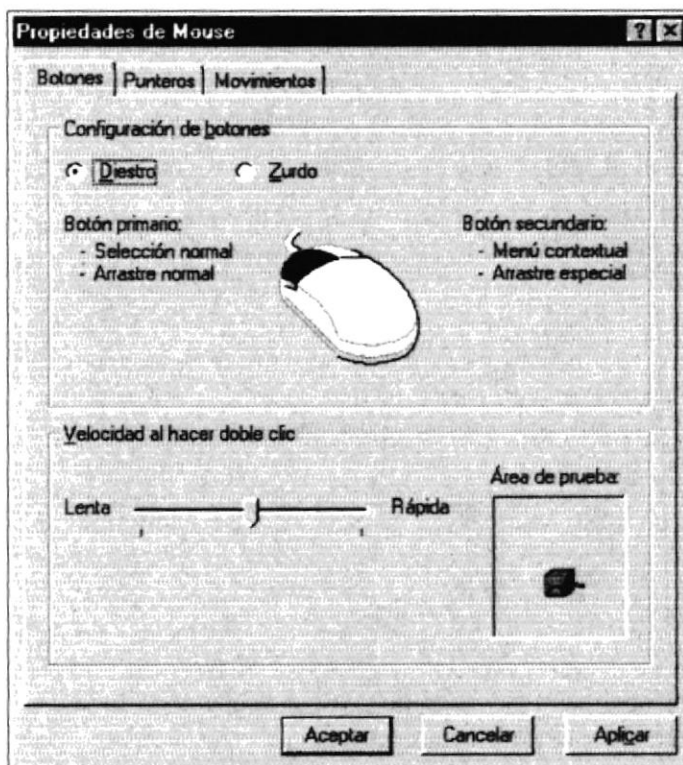 Propiedades de Mouse
Botones Punteros Movimientos
Configuración de botones
Diestro Zurdo
Botón primario:
- Selección normal
- Arrastre normal
Botón secundario:
- Menú contextual
- Arrastre especial
Velocidad al hacer doble clic
Lenta Rápida
Área de prueba:
Aceptar Cancelar Aplicar